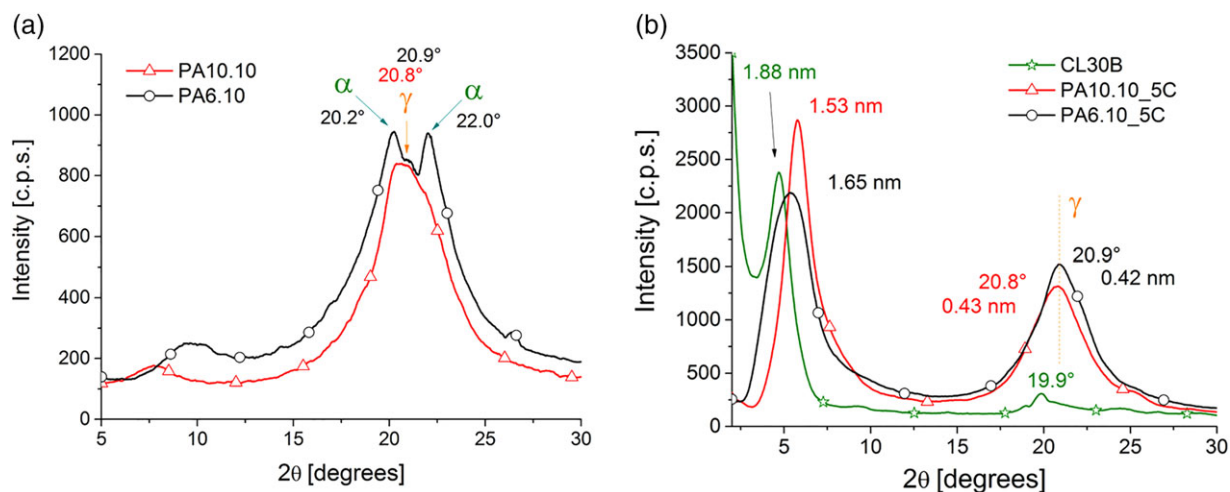 (a)
1200
1000
800
600
400
200
0
Intensity [c.p.s.]
5
10
15
20
25
30
2θ [degrees]
PA10.10
PA6.10
20.9°
20.8°
α
γ
α
20.2°
22.0°
(b)
3500
3000
2500
2000
1500
1000
500
0
Intensity [c.p.s.]
5
10
15
20
25
30
2θ [degrees]
CL30B
PA10.10_5C
PA6.10_5C
1.88 nm
1.53 nm
1.65 nm
γ
20.9°
0.42 nm
20.8°
0.43 nm
19.9°